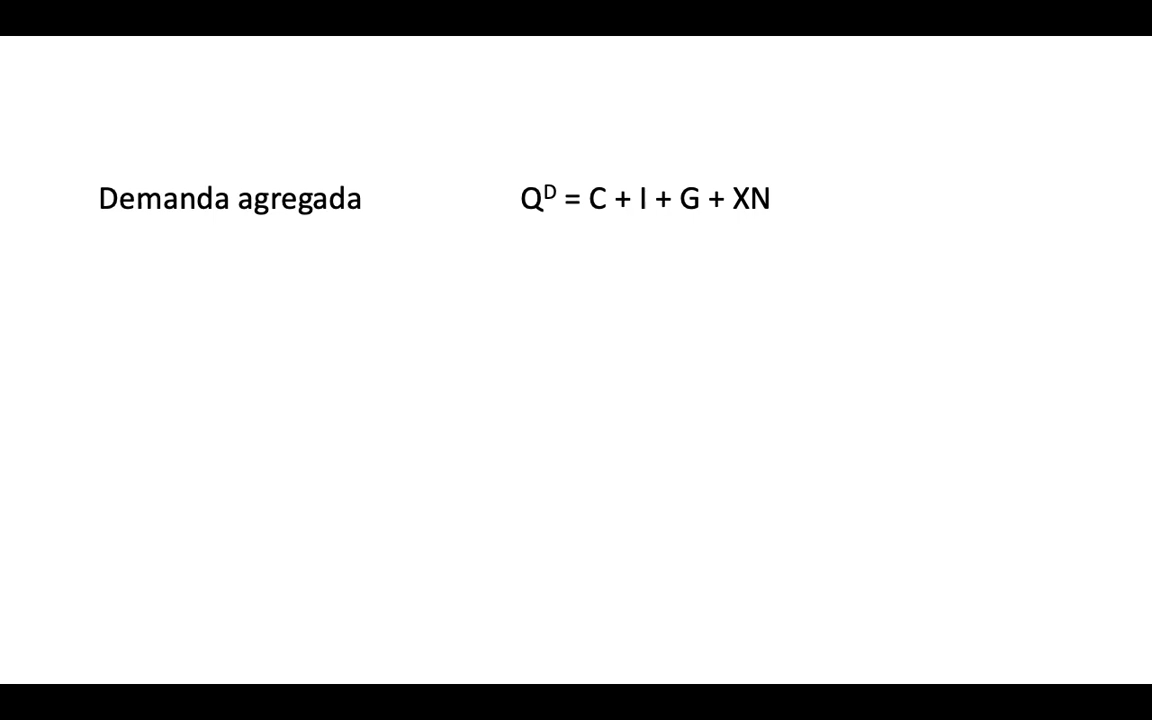 Demanda agregada Qᴰ = C + I + G + XN